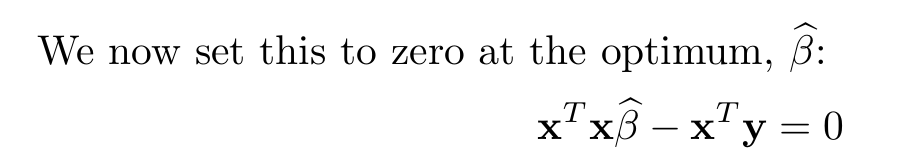 We now set this to zero at the optimum, β̂:
𝐱ᵀ𝐱β̂ − 𝐱ᵀ𝐲 = 0